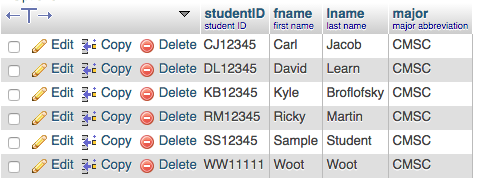 studentID fname lname major
student ID first name last name major abbreviation
Edit Copy Delete CJ12345 Carl Jacob CMSC
Edit Copy Delete DL12345 David Learn CMSC
Edit Copy Delete KB12345 Kyle Broflofsky CMSC
Edit Copy Delete RM12345 Ricky Martin CMSC
Edit Copy Delete SS12345 Sample Student CMSC
Edit Copy Delete WW11111 Woot Woot CMSC